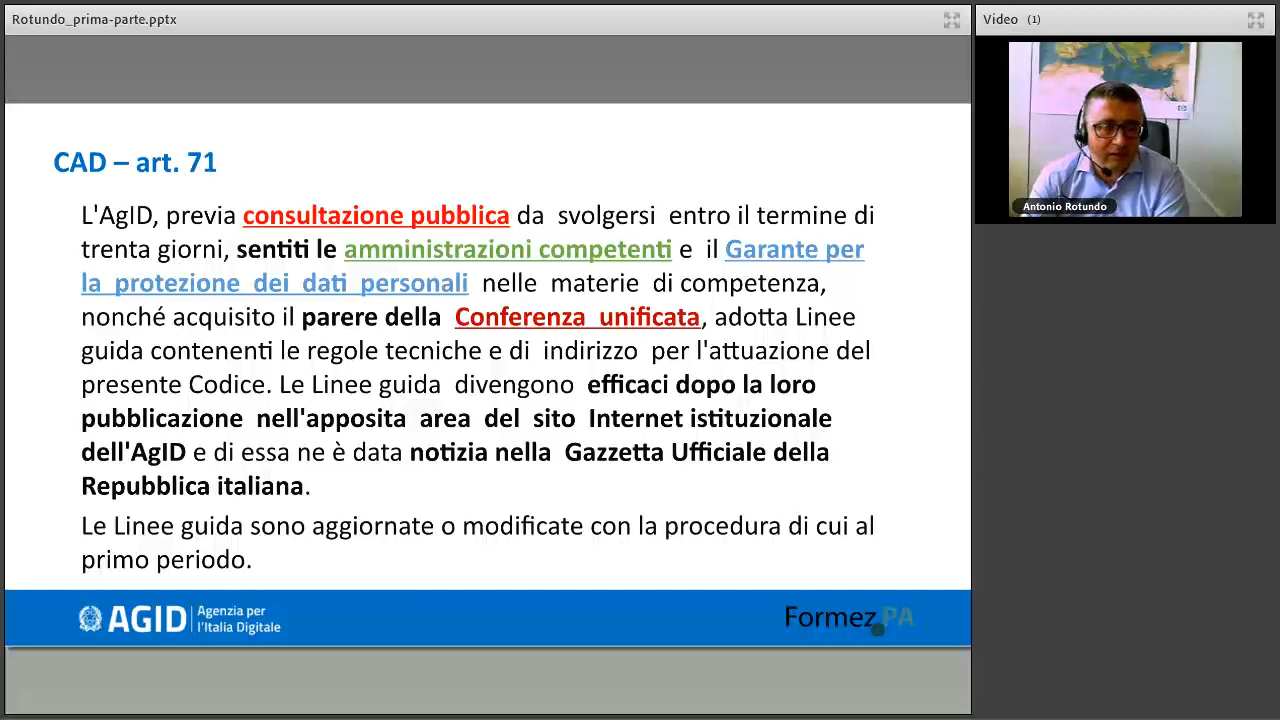 Rotundo_prima-parte.pptx
Video (1)
Antonio Rotundo
CAD – art. 71
L'AgID, previa consultazione pubblica da svolgersi entro il termine di
trenta giorni, sentiti le amministrazioni competenti e il Garante per
la protezione dei dati personali nelle materie di competenza,
nonché acquisito il parere della Conferenza unificata, adotta Linee
guida contenenti le regole tecniche e di indirizzo per l'attuazione del
presente Codice. Le Linee guida divengono efficaci dopo la loro
pubblicazione nell'apposita area del sito Internet istituzionale
dell'AgID e di essa ne è data notizia nella Gazzetta Ufficiale della
Repubblica italiana.
Le Linee guida sono aggiornate o modificate con la procedura di cui al
primo periodo.
AGID Agenzia per
l'Italia Digitale
Formez PA